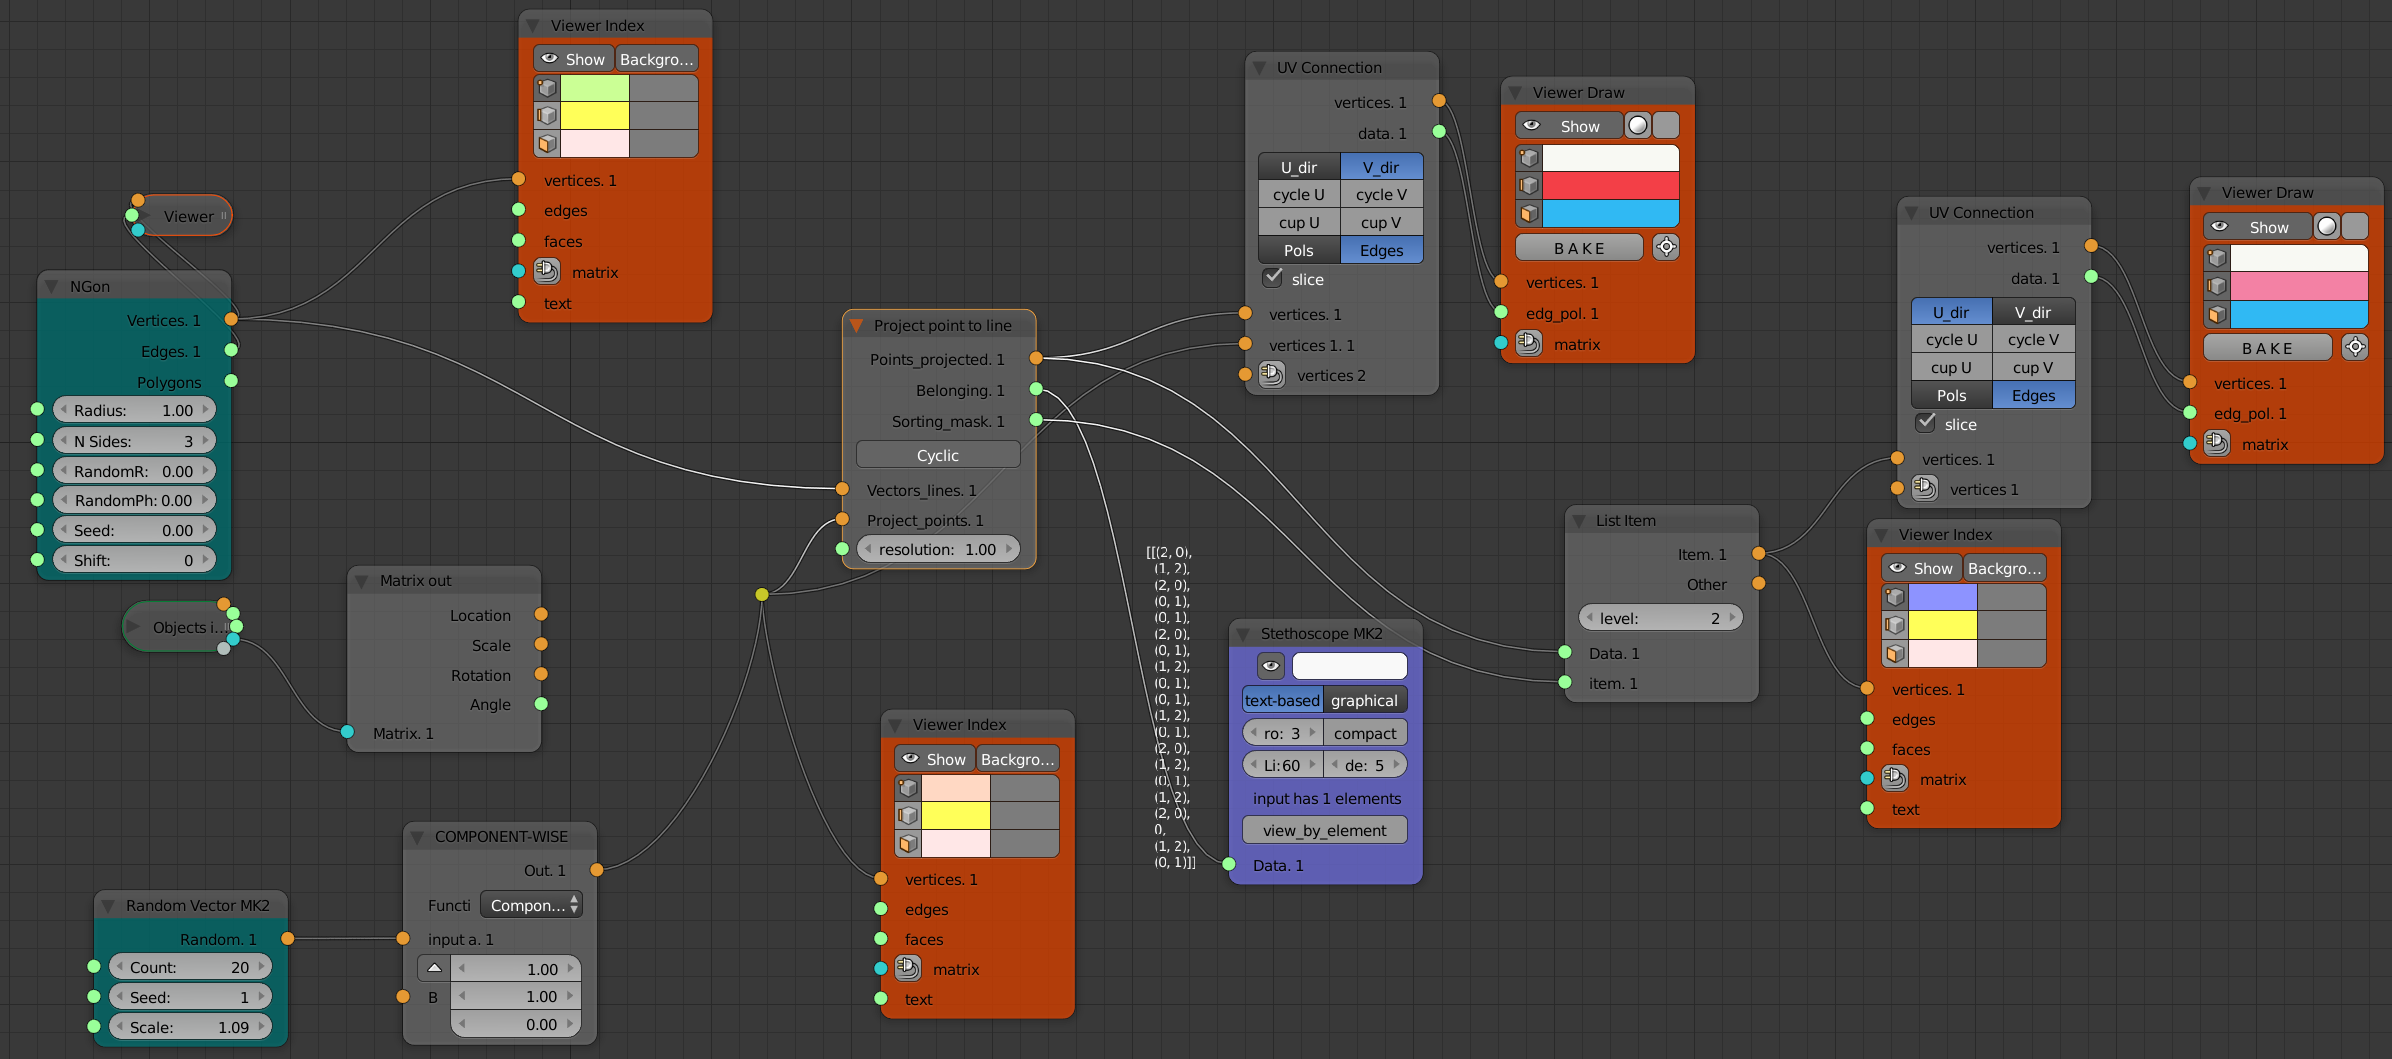 Viewer Index
Show
Backgro...
vertices. 1
edges
faces
matrix
text
Viewer
NGon
Vertices. 1
Edges. 1
Polygons
Radius: 1.00
N Sides: 3
RandomR: 0.00
RandomPh: 0.00
Seed: 0.00
Shift: 0
Objects i...
Matrix out
Location
Scale
Rotation
Angle
Matrix. 1
COMPONENT-WISE
Out. 1
Functi Compon...
input a. 1
1.00
B 1.00
0.00
Random Vector MK2
Random. 1
Count: 20
Seed: 1
Scale: 1.09
Project point to line
Points_projected. 1
Belonging. 1
Sorting_mask. 1
Cyclic
Vectors_lines. 1
Project_points. 1
resolution: 1.00
Viewer Index
Show
Backgro...
vertices. 1
edges
faces
matrix
text
[[(2, 0),
(1, 2),
(2, 0),
(0, 1),
(0, 1),
(2, 0),
(0, 1),
(1, 2),
(0, 1),
(0, 1),
(1, 2),
(0, 1),
(2, 0),
(1, 2),
(0, 1),
(1, 2),
(2, 0),
0,
(1, 2),
(0, 1)]]
UV Connection
vertices. 1
data. 1
U_dir V_dir
cycle U cycle V
cup U cup V
Pols Edges
slice
vertices. 1
vertices 1. 1
vertices 2
Viewer Draw
Show
BAKE
vertices. 1
edg_pol. 1
matrix
Stethoscope MK2
text-based graphical
ro: 3 compact
Li:60 de: 5
input has 1 elements
view_by_element
Data. 1
List Item
Item. 1
Other
level: 2
Data. 1
item. 1
UV Connection
vertices. 1
data. 1
U_dir V_dir
cycle U cycle V
cup U cup V
Pols Edges
slice
vertices. 1
vertices 1
Viewer Index
Show
Backgro...
vertices. 1
edges
faces
matrix
text
Viewer Draw
Show
BAKE
vertices. 1
edg_pol. 1
matrix